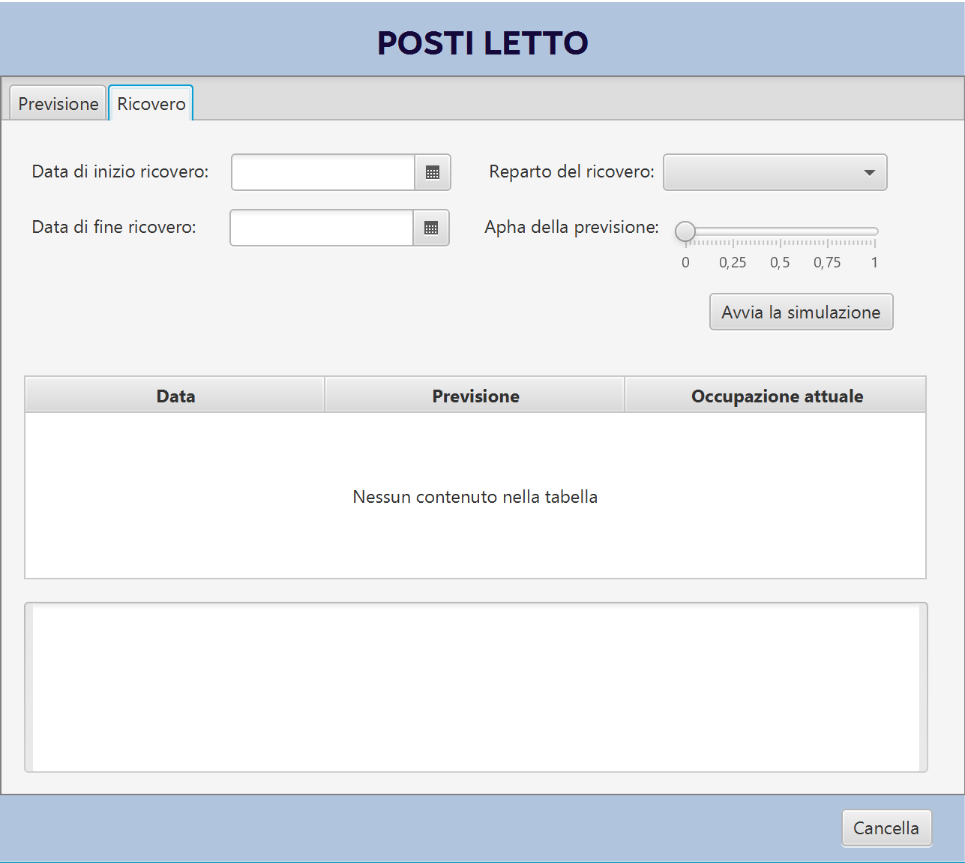 POSTI LETTO
Previsione Ricovero
Data di inizio ricovero: Reparto del ricovero:
Data di fine ricovero: Apha della previsione:
0 0,25 0,5 0,75 1
Avvia la simulazione
Data Previsione Occupazione attuale
Nessun contenuto nella tabella
Cancella